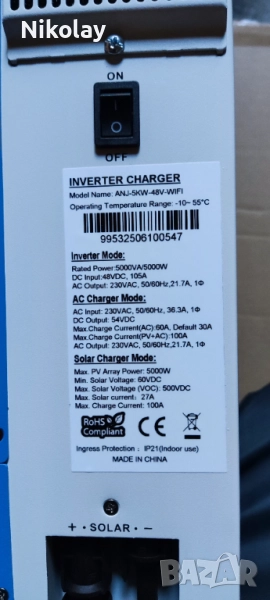 Nikolay
ON
OFF
INVERTER CHARGER
Model Name: ANJ-5KW-48V-WIFI
Operating Temperature Range: -10~ 55°C
99532506100547
Inverter Mode:
Rated Power:5000VA/5000W
DC Input:48VDC, 105A
AC Output: 230VAC, 50/60HZ,21.7A, 1Φ
AC Charger Mode:
AC Input: 230VAC, 50/60HZ, 36.3A, 1Φ
DC Output: 54VDC
Max.Charge Current(AC):60A, Default 30A
Max.Charge Current(PV+AC):100A
AC Output: 230VAC, 50/60HZ,21.7A, 1Φ
Solar Charger Mode:
Max. PV Array Power: 5000W
Min. Solar Voltage: 60VDC
Max. Solar Voltage (VOC): 500VDC
Max. Solar current: 27A
Max. Charge Current: 100A
RoHS
Compliant
CE
Ingress Protection : IP21(Indoor use)
MADE IN CHINA
+ • SOLAR • −
BAZAR
bazar.bg